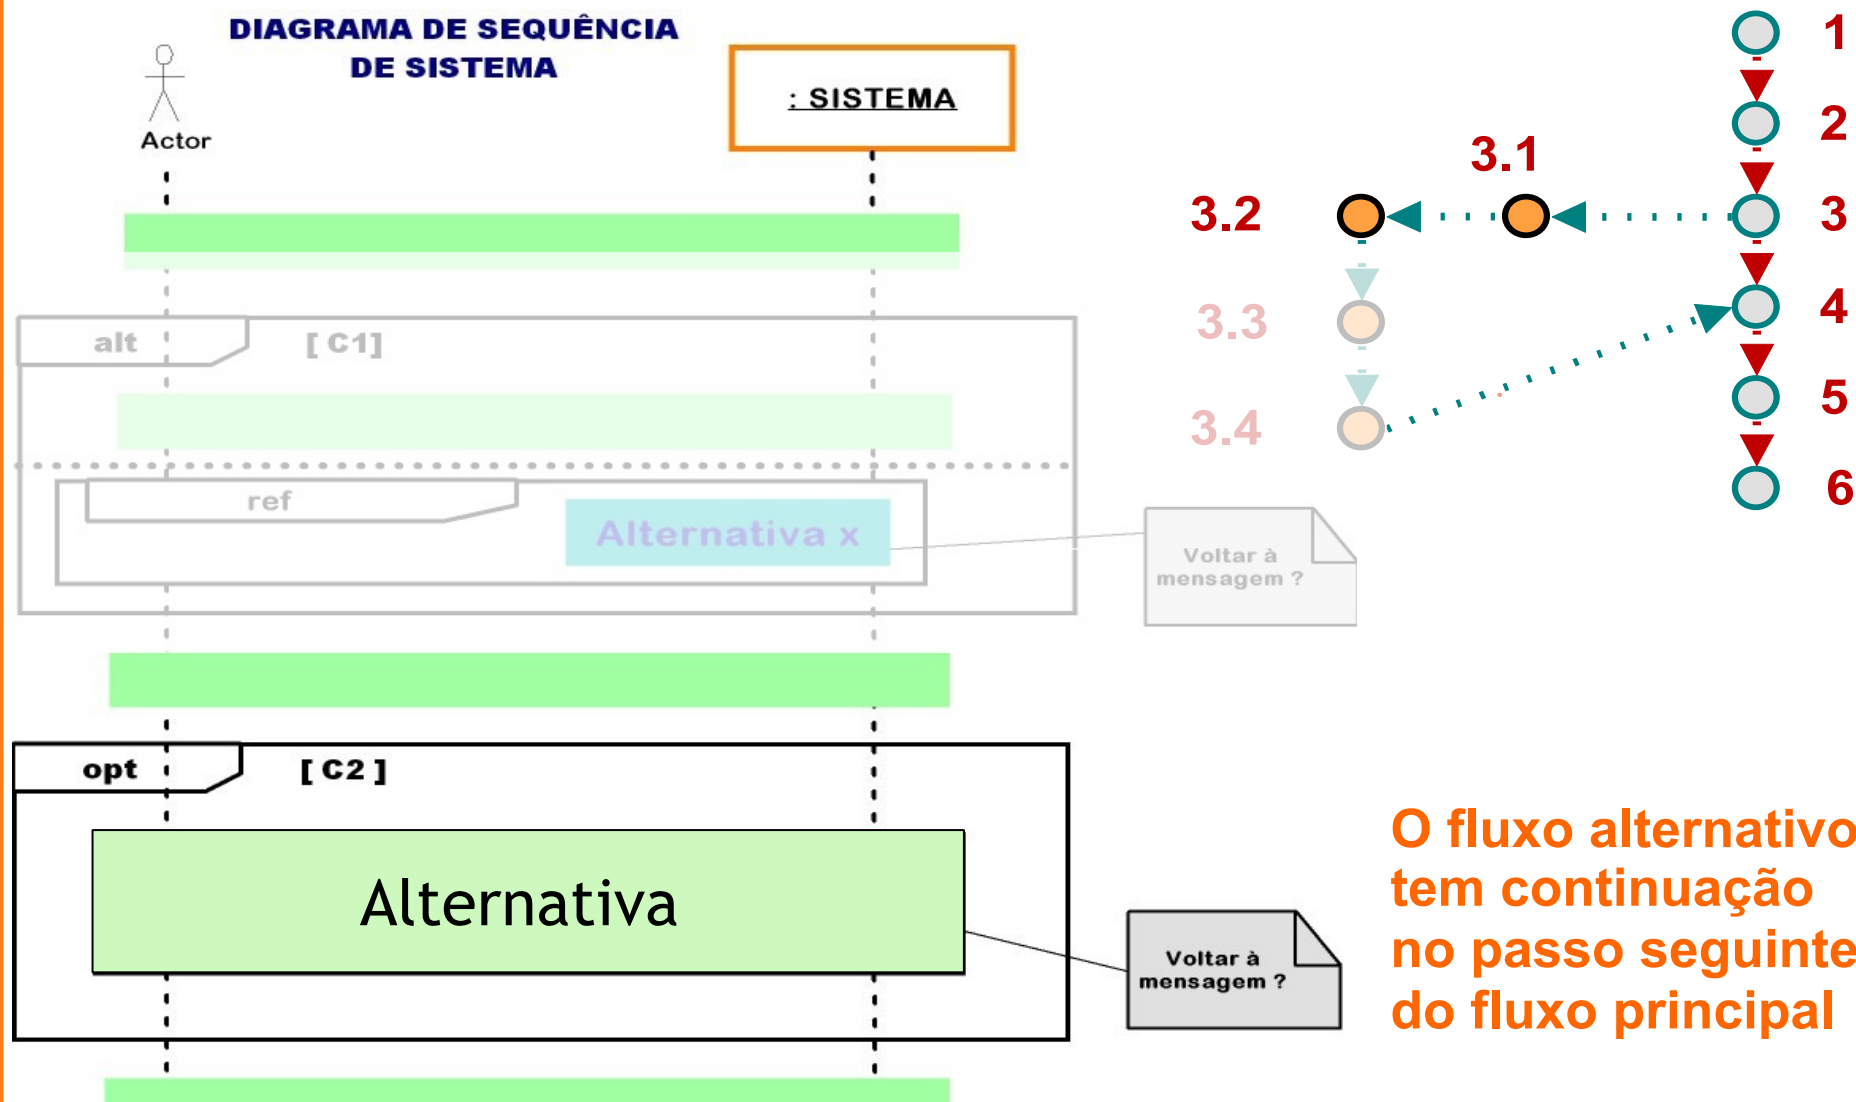 DIAGRAMA DE SEQUÊNCIA
DE SISTEMA
Actor
: SISTEMA
alt
[ C1]
ref
Alternativa x
Voltar à
mensagem ?
opt
[ C2 ]
Alternativa
Voltar à
mensagem ?
1
2
3.1
3.2
3
3.3
4
3.4
5
6
O fluxo alternativo
tem continuação
no passo seguinte
do fluxo principal